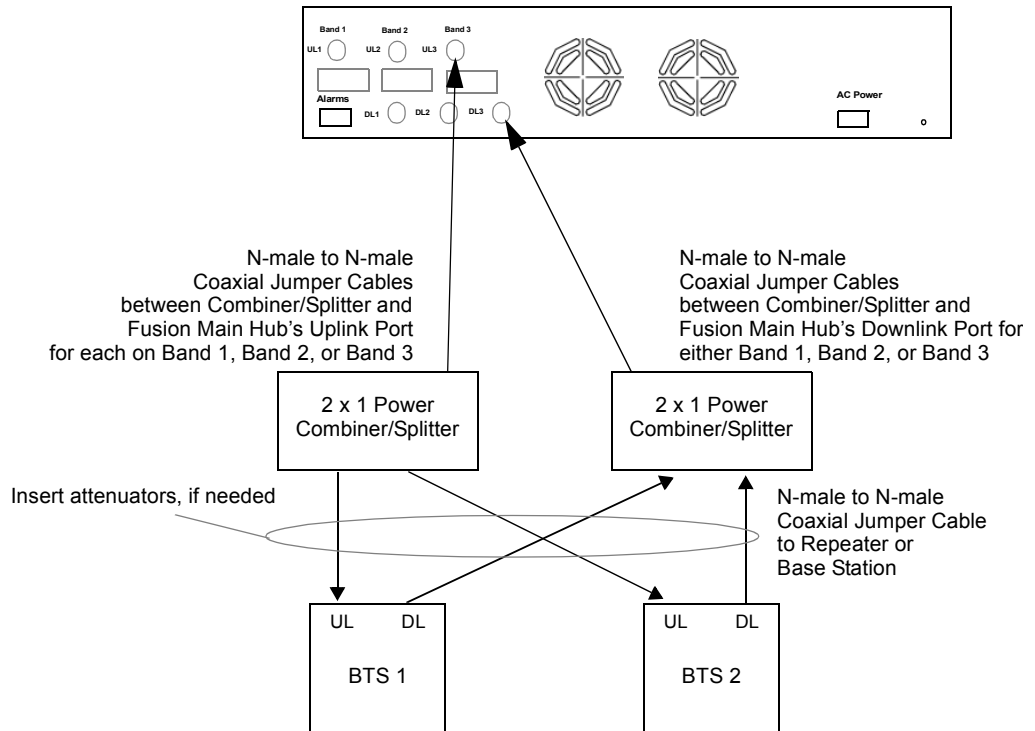 Band 1
Band 2
Band 3
UL1
UL2
UL3
Alarms
DL1
DL2
DL3
AC Power
N-male to N-male
Coaxial Jumper Cables
between Combiner/Splitter and
Fusion Main Hub's Uplink Port
for each on Band 1, Band 2, or Band 3
N-male to N-male
Coaxial Jumper Cables
between Combiner/Splitter and
Fusion Main Hub's Downlink Port for
either Band 1, Band 2, or Band 3
2 x 1 Power
Combiner/Splitter
2 x 1 Power
Combiner/Splitter
Insert attenuators, if needed
N-male to N-male
Coaxial Jumper Cable
to Repeater or
Base Station
UL
DL
BTS 1
UL
DL
BTS 2